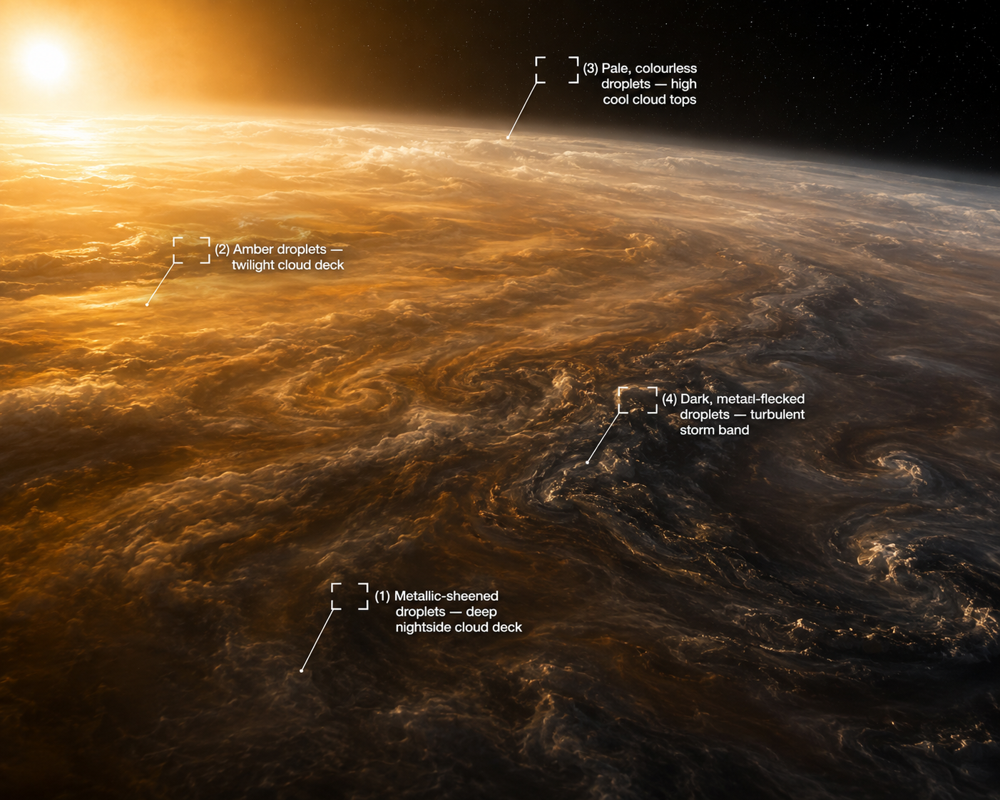 (3) Pale, colourless
droplets — high
cool cloud tops
(2) Amber droplets —
twilight cloud deck
(4) Dark, metarl-flecked
droplets — turbulent
storm band
(1) Metallic-sheened
droplets — deep
nightside cloud deck